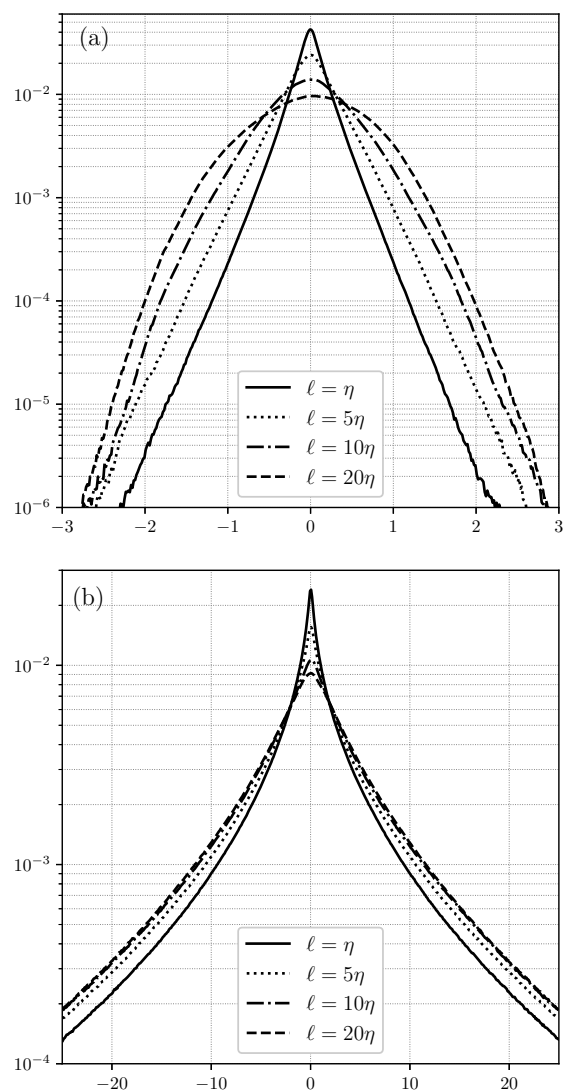 (a)
10⁻²
10⁻³
10⁻⁴
10⁻⁵
10⁻⁶
ℓ = η
ℓ = 5η
ℓ = 10η
ℓ = 20η
−3 −2 −1 0 1 2 3
(b)
10⁻²
10⁻³
10⁻⁴
ℓ = η
ℓ = 5η
ℓ = 10η
ℓ = 20η
−20 −10 0 10 20